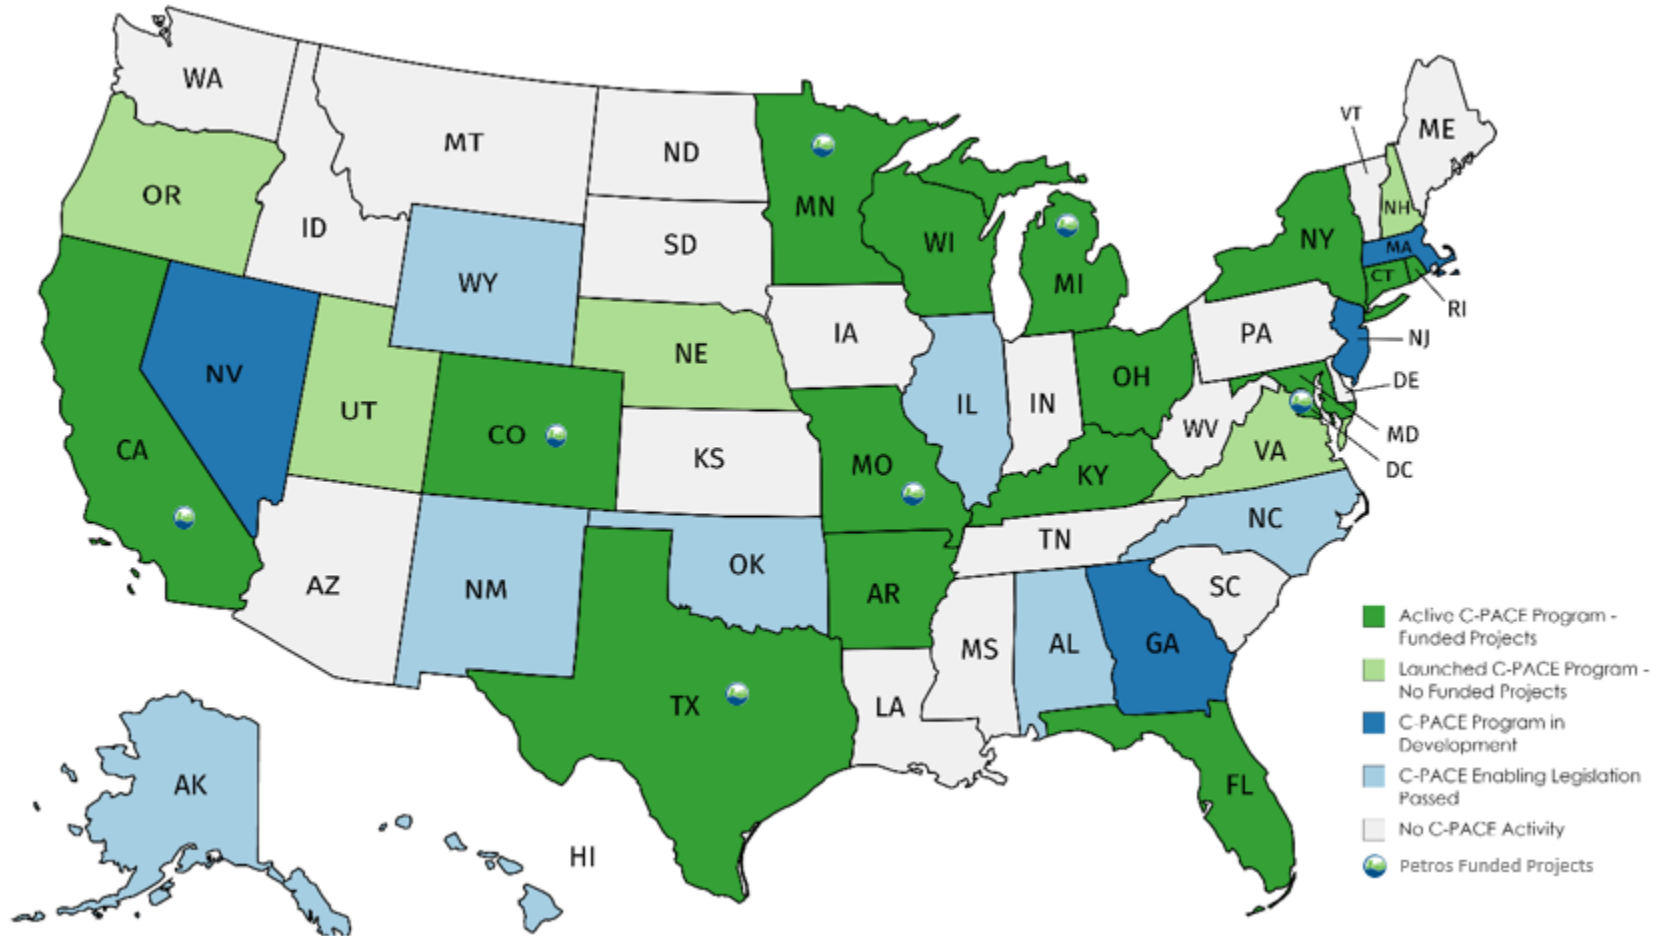 WA
MT
ND
VT
ME
OR
ID
MN
SD
WI
NH
NY
MA
WY
MI
CT
RI
IA
PA
NJ
NV
NE
OH
DE
UT
IL
IN
CO
CA
KS
MO
WV
VA
MD
DC
KY
NC
TN
OK
AZ
NM
AR
SC
MS
AL
GA
TX
LA
FL
AK
HI
Active C-PACE Program -
Funded Projects
Launched C-PACE Program -
No Funded Projects
C-PACE Program in
Development
C-PACE Enabling Legislation
Passed
No C-PACE Activity
Petros Funded Projects